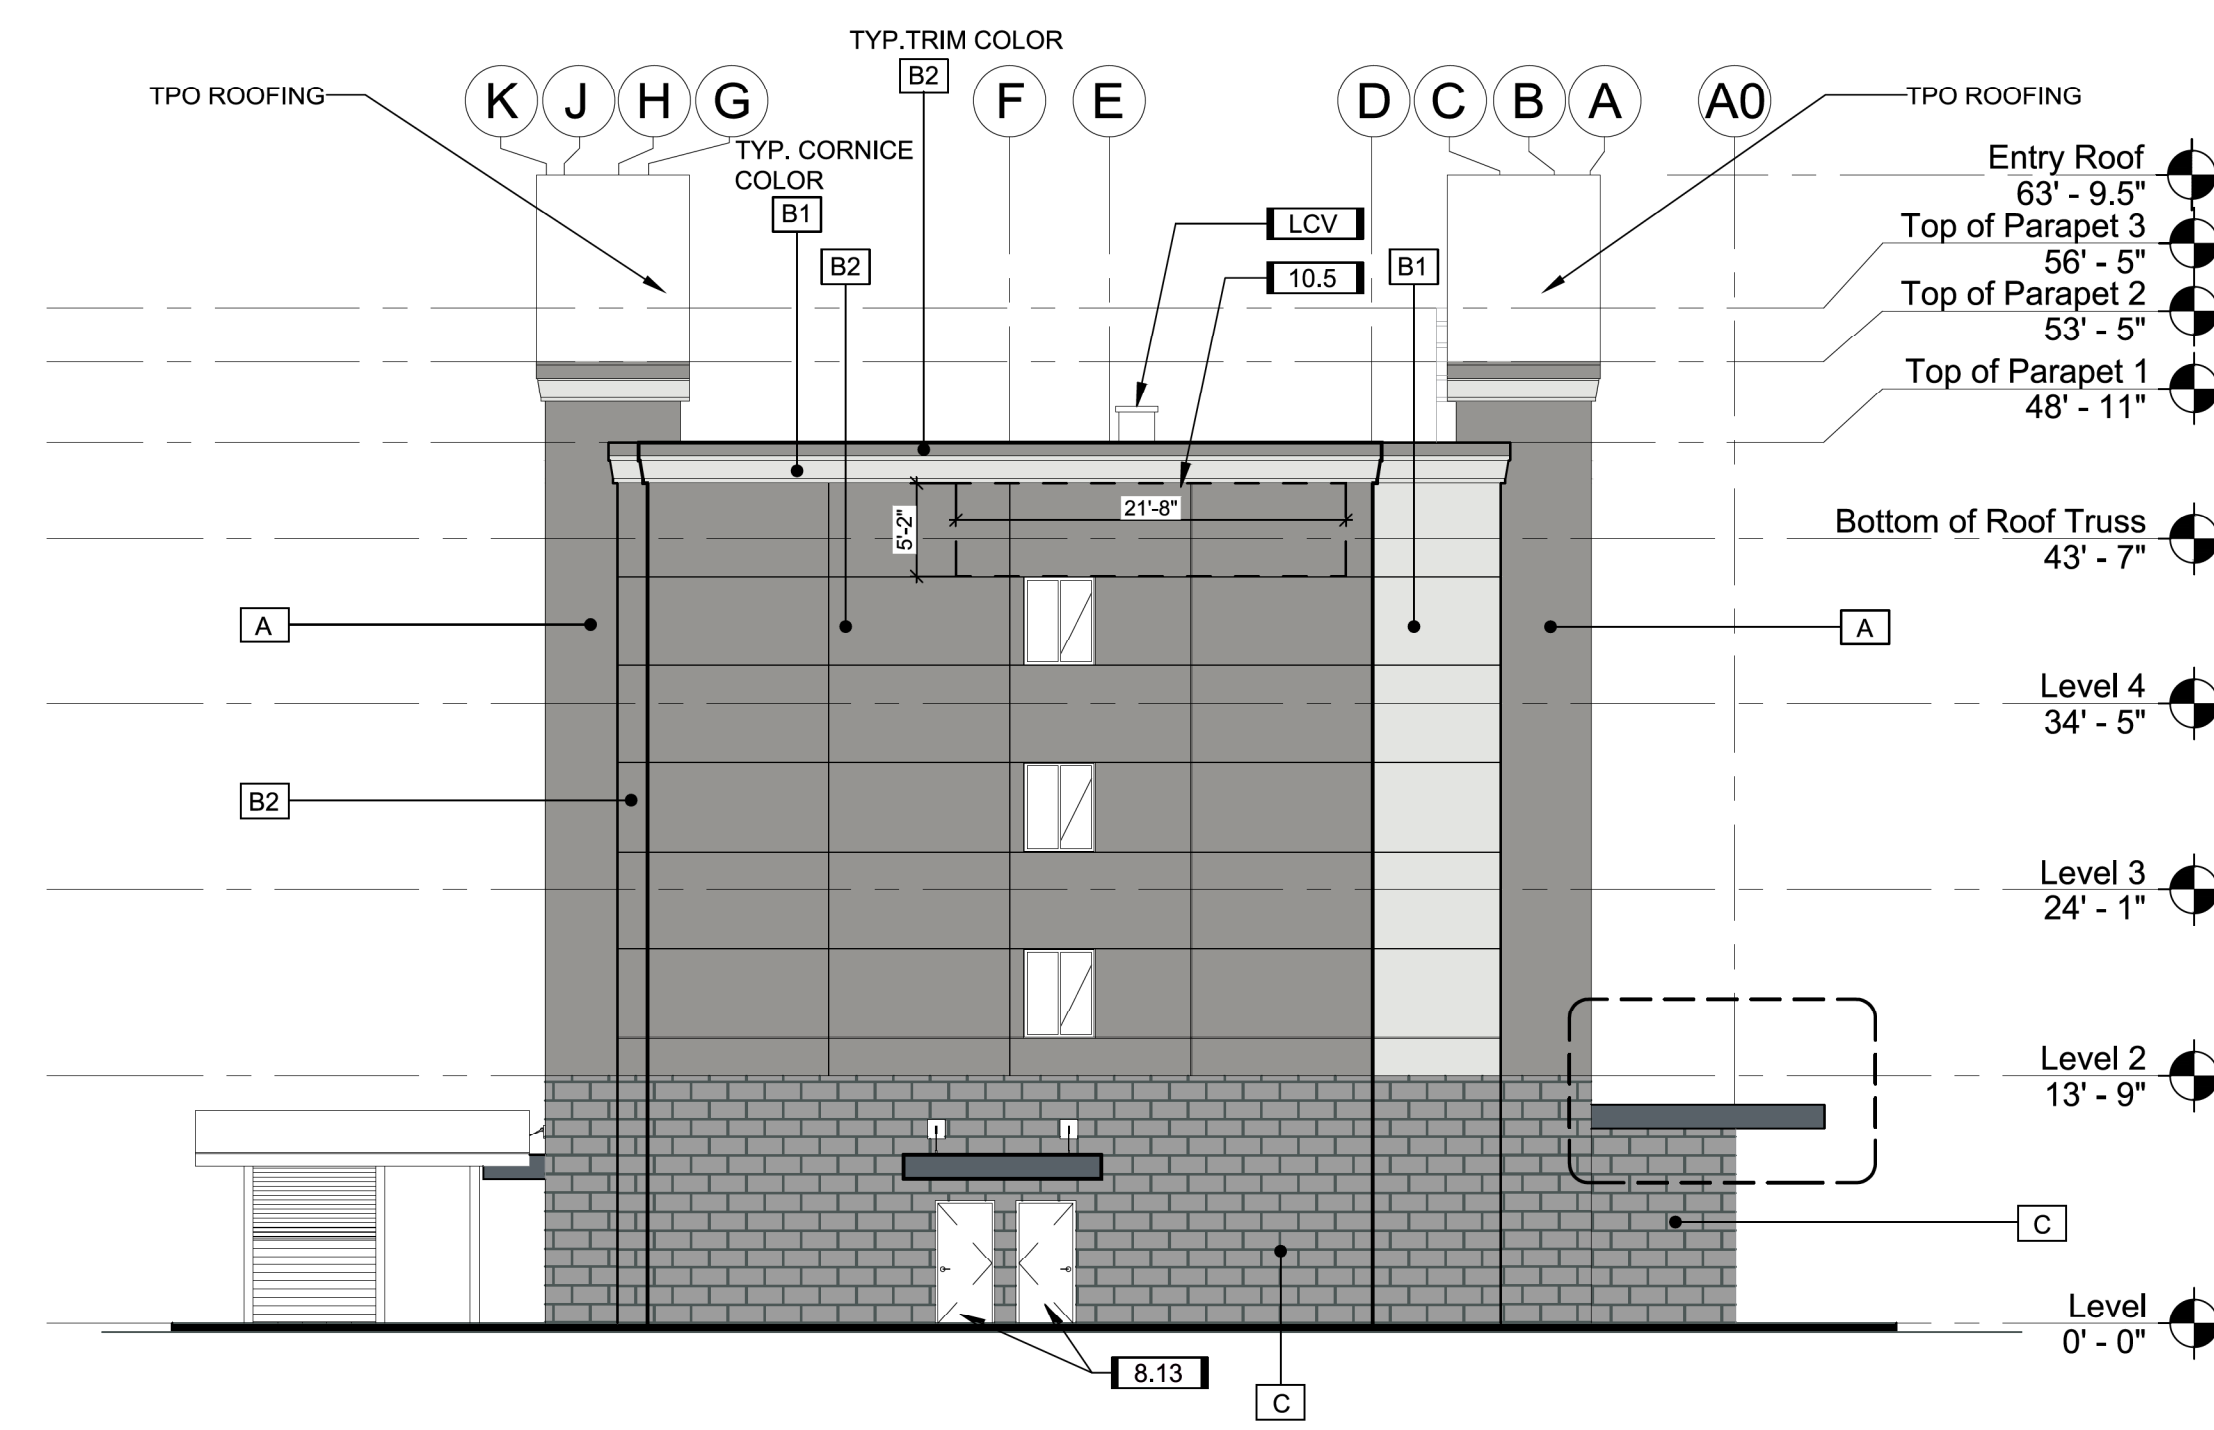 TYP.TRIM COLOR
B2
TPO ROOFING
K
J
H
G
F
E
D
C
B
A
A0
TPO ROOFING
TYP. CORNICE
COLOR
B1
Entry Roof
63' - 9.5"
LCV
Top of Parapet 3
56' - 5"
B2
10.5
B1
Top of Parapet 2
53' - 5"
Top of Parapet 1
48' - 11"
5'-2"
21'-8"
Bottom of Roof Truss
43' - 7"
A
A
Level 4
34' - 5"
B2
Level 3
24' - 1"
Level 2
13' - 9"
C
Level
0' - 0"
8.13
C